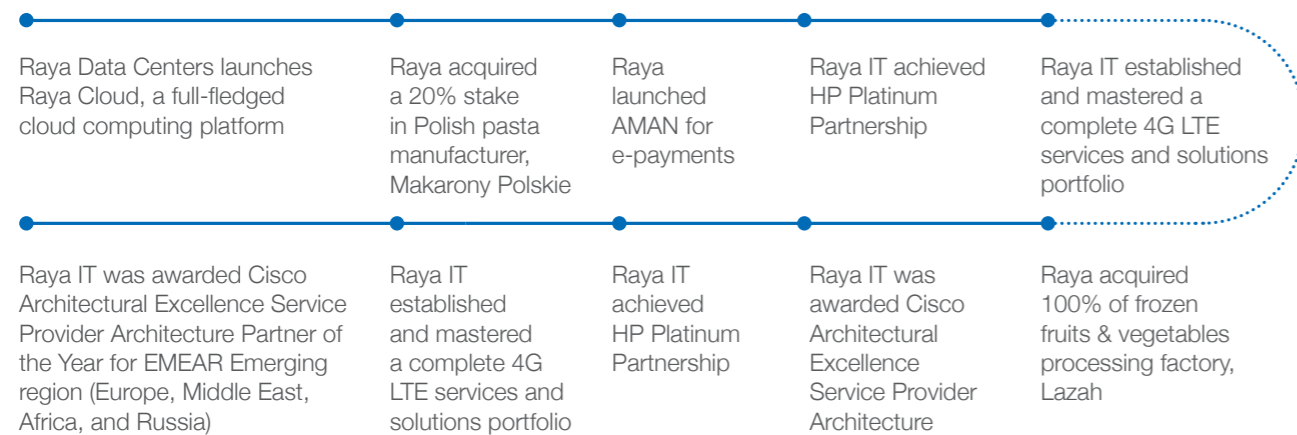 Raya Data Centers launches
Raya Cloud, a full-fledged
cloud computing platform
Raya acquired
a 20% stake
in Polish pasta
manufacturer,
Makarony Polskie
Raya
launched
AMAN for
e-payments
Raya IT achieved
HP Platinum
Partnership
Raya IT established
and mastered a
complete 4G LTE
services and solutions
portfolio
Raya IT was awarded Cisco
Architectural Excellence Service
Provider Architecture Partner of
the Year for EMEAR Emerging
region (Europe, Middle East,
Africa, and Russia)
Raya IT
established
and mastered
a complete 4G
LTE services and
solutions portfolio
Raya IT
achieved
HP Platinum
Partnership
Raya IT was
awarded Cisco
Architectural
Excellence
Service Provider
Architecture
Raya acquired
100% of frozen
fruits & vegetables
processing factory,
Lazah